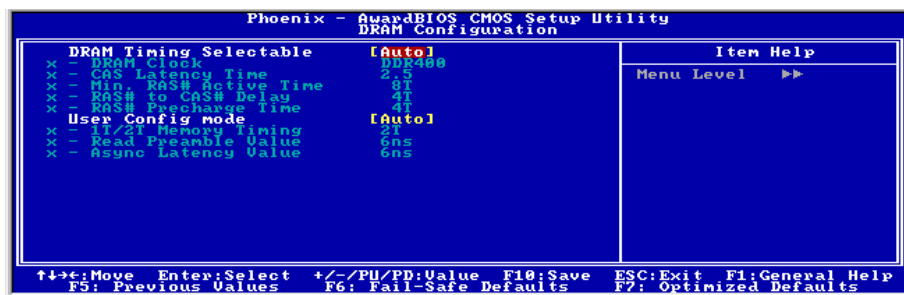 Phoenix - AwardBIOS CMOS Setup Utility
DRAM Configuration
DRAM Timing Selectable [Auto]
x - DRAM Clock DDR400
x - CAS Latency Time 2.5
x - Min. RAS# Active Time 8T
x - RAS# to CAS# Delay 4T
x - RAS# Precharge Time 4T
User Config mode [Auto]
x - 1T/2T Memory Timing 2T
x - Read Preamble Value 6ns
x - Async Latency Value 6ns
Item Help
Menu Level ▶▶
↑↓→←:Move Enter:Select +/-/PU/PD:Value F10:Save ESC:Exit F1:General Help
F5: Previous Values F6: Fail-Safe Defaults F7: Optimized Defaults